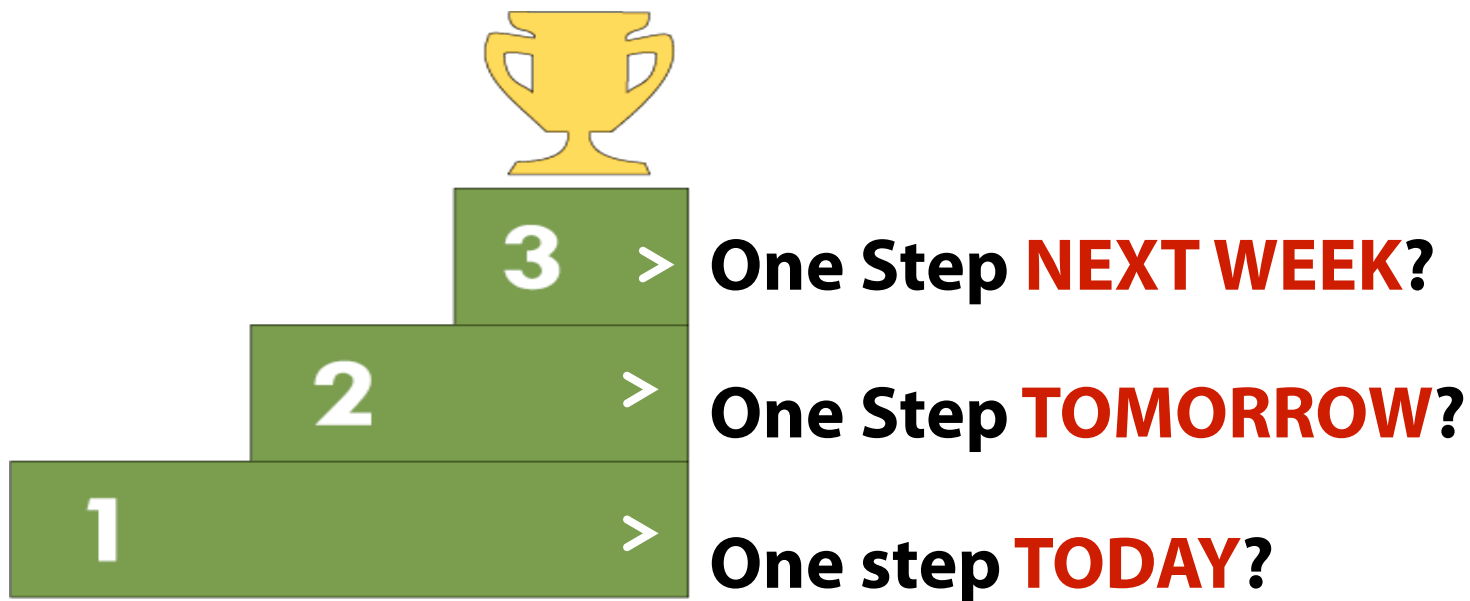 3 > One Step NEXT WEEK?
2 > One Step TOMORROW?
1 > One step TODAY?